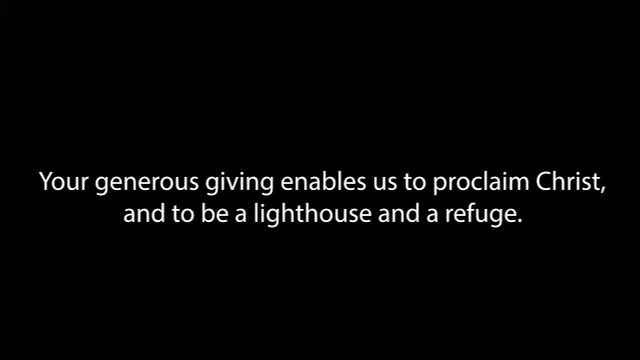 Your generous giving enables us to proclaim Christ,
and to be a lighthouse and a refuge.